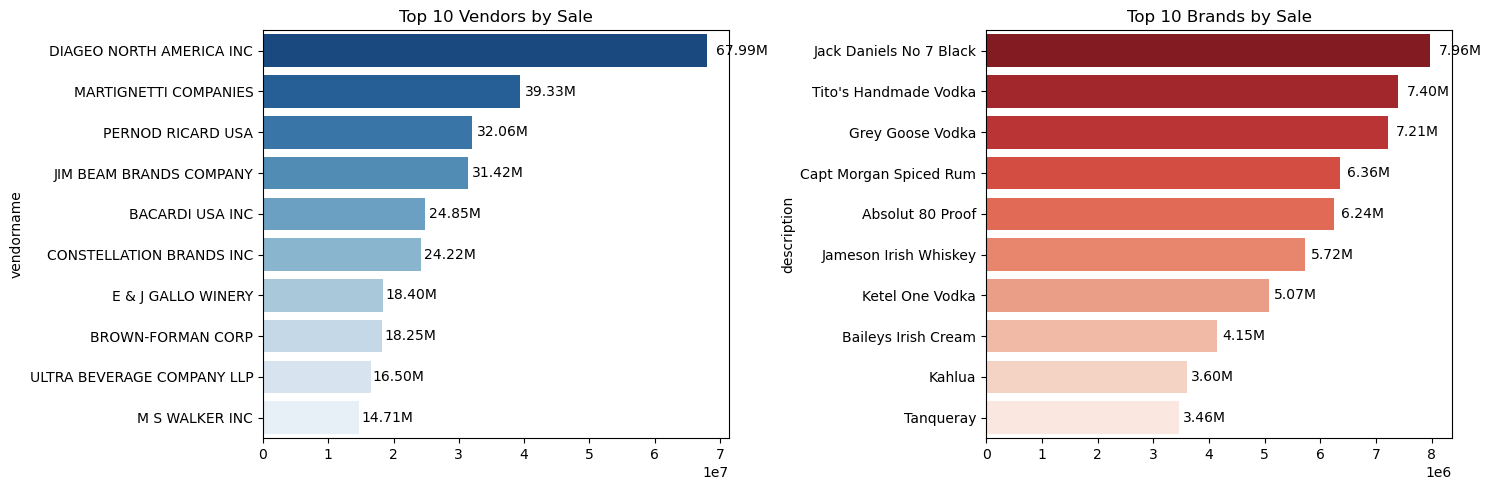 Top 10 Vendors by Sale
vendorname
DIAGEO NORTH AMERICA INC 67.99M
MARTIGNETTI COMPANIES 39.33M
PERNOD RICARD USA 32.06M
JIM BEAM BRANDS COMPANY 31.42M
BACARDI USA INC 24.85M
CONSTELLATION BRANDS INC 24.22M
E & J GALLO WINERY 18.40M
BROWN-FORMAN CORP 18.25M
ULTRA BEVERAGE COMPANY LLP 16.50M
M S WALKER INC 14.71M
0 1 2 3 4 5 6 7
1e7
Top 10 Brands by Sale
description
Jack Daniels No 7 Black 7.96M
Tito's Handmade Vodka 7.40M
Grey Goose Vodka 7.21M
Capt Morgan Spiced Rum 6.36M
Absolut 80 Proof 6.24M
Jameson Irish Whiskey 5.72M
Ketel One Vodka 5.07M
Baileys Irish Cream 4.15M
Kahlua 3.60M
Tanqueray 3.46M
0 1 2 3 4 5 6 7 8
1e6